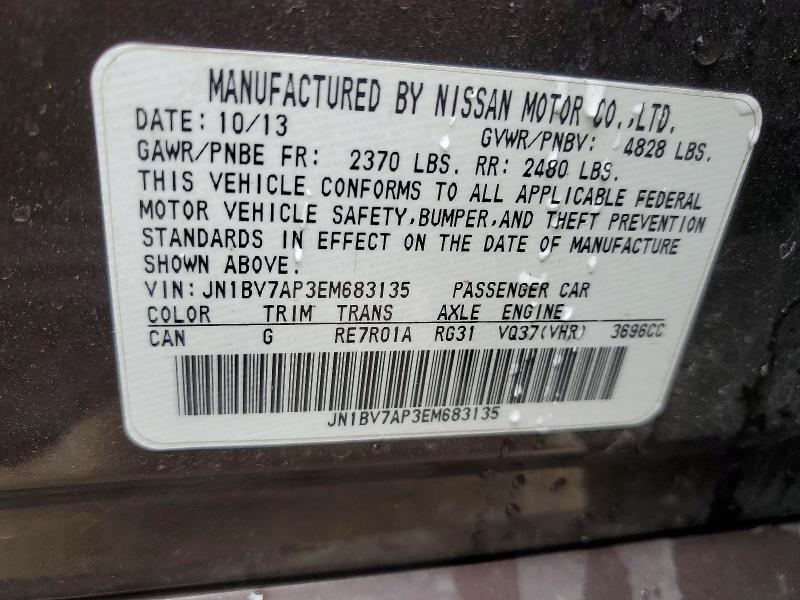 MANUFACTURED BY NISSAN MOTOR CO.,LTD.
DATE: 10/13 GVWR/PNBV: 4828 LBS.
GAWR/PNBE FR: 2370 LBS. RR: 2480 LBS.
THIS VEHICLE CONFORMS TO ALL APPLICABLE FEDERAL
MOTOR VEHICLE SAFETY,BUMPER,AND THEFT PREVENTION
STANDARDS IN EFFECT ON THE DATE OF MANUFACTURE
SHOWN ABOVE.
VIN: JN1BV7AP3EM683135 PASSENGER CAR
COLOR TRIM TRANS AXLE ENGINE
CAN G RE7R01A RG31 VQ37(VHR) 3696CC
JN1BV7AP3EM683135